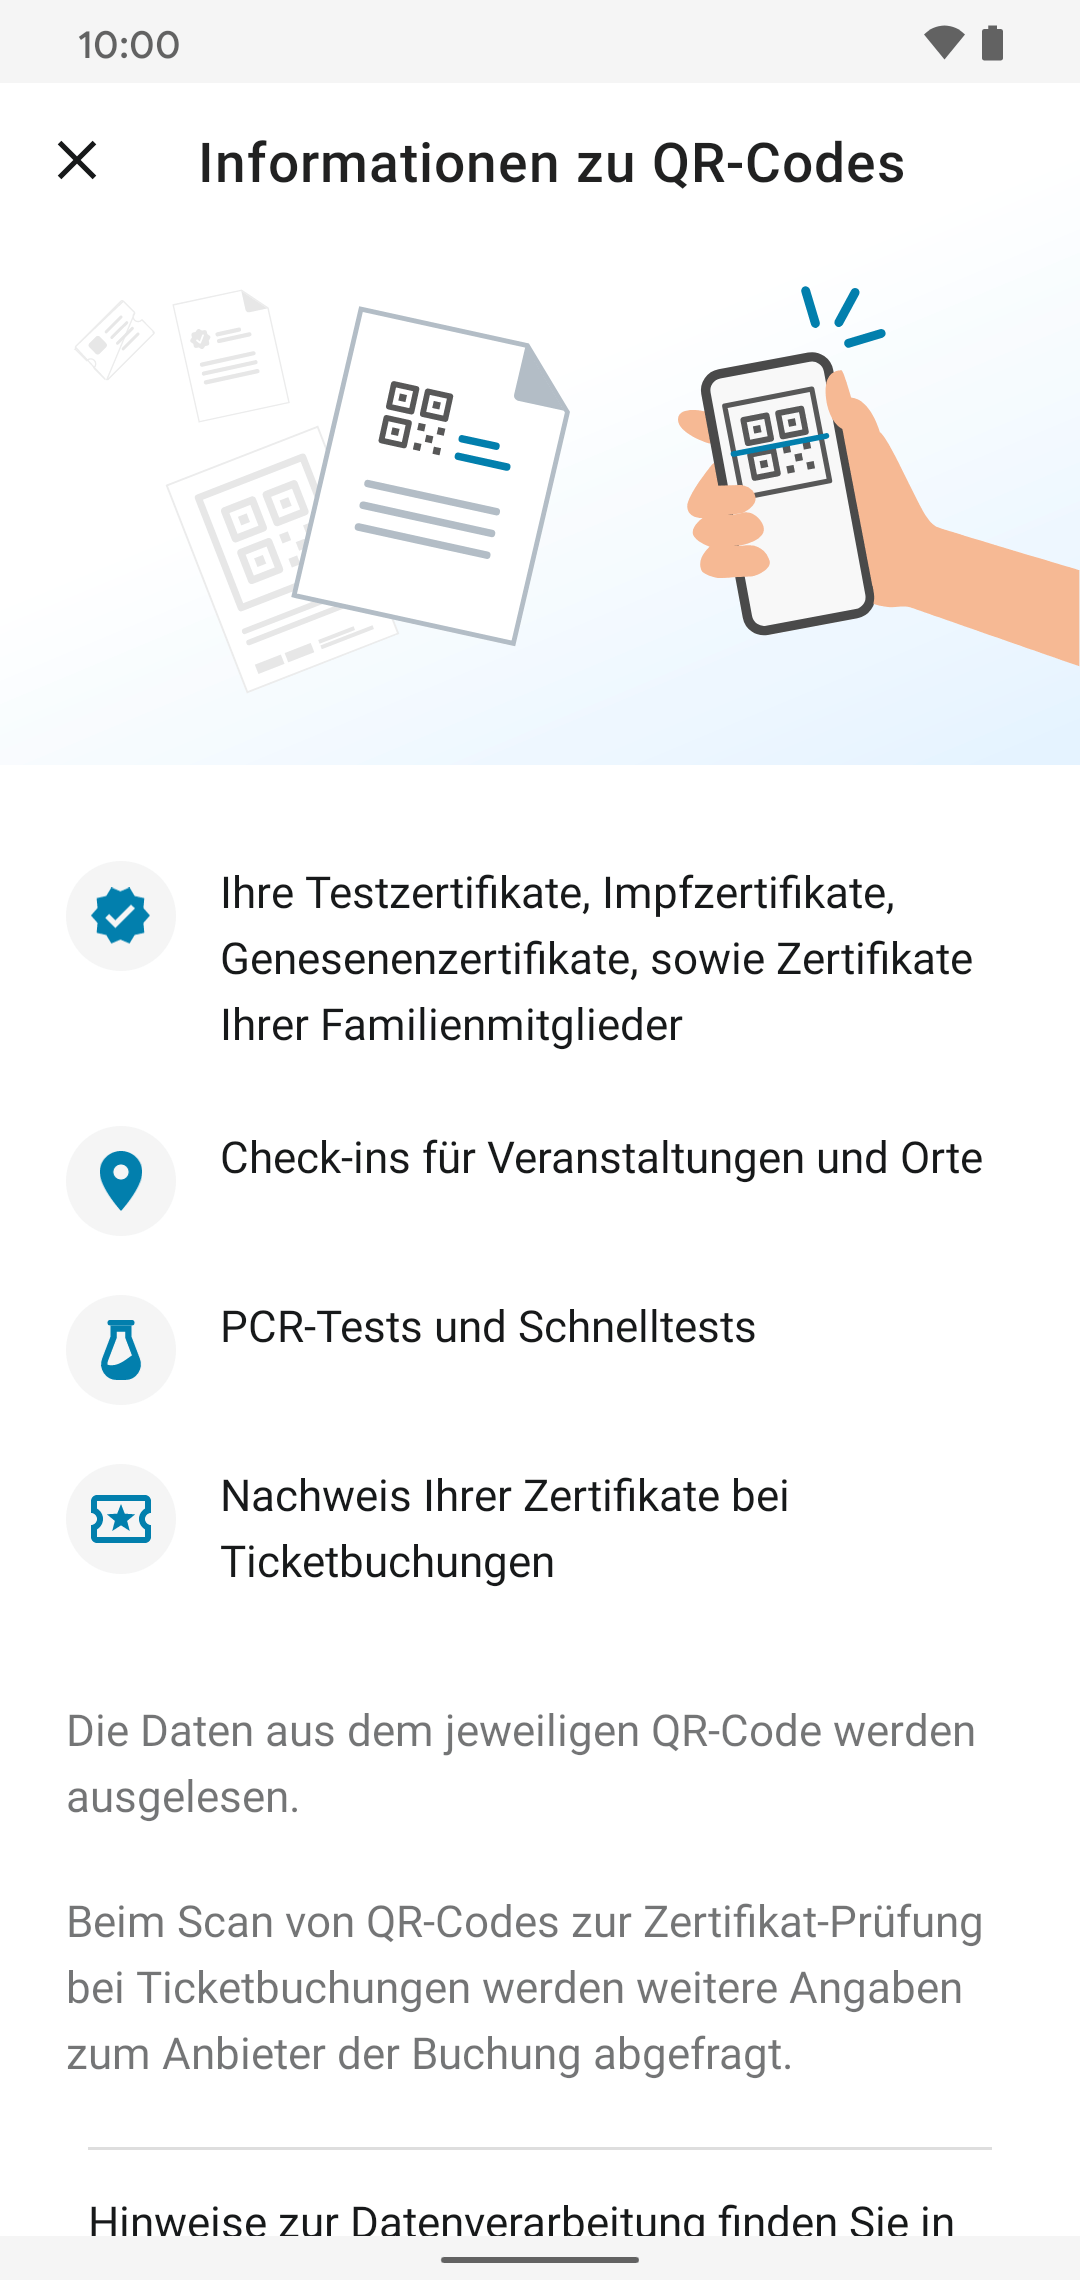 10:00
Informationen zu QR-Codes
Ihre Testzertifikate, Impfzertifikate,
Genesenenzertifikate, sowie Zertifikate
Ihrer Familienmitglieder
Check-ins für Veranstaltungen und Orte
PCR-Tests und Schnelltests
Nachweis Ihrer Zertifikate bei
Ticketbuchungen
Die Daten aus dem jeweiligen QR-Code werden
ausgelesen.
Beim Scan von QR-Codes zur Zertifikat-Prüfung
bei Ticketbuchungen werden weitere Angaben
zum Anbieter der Buchung abgefragt.
Hinweise zur Datenverarbeitung finden Sie in